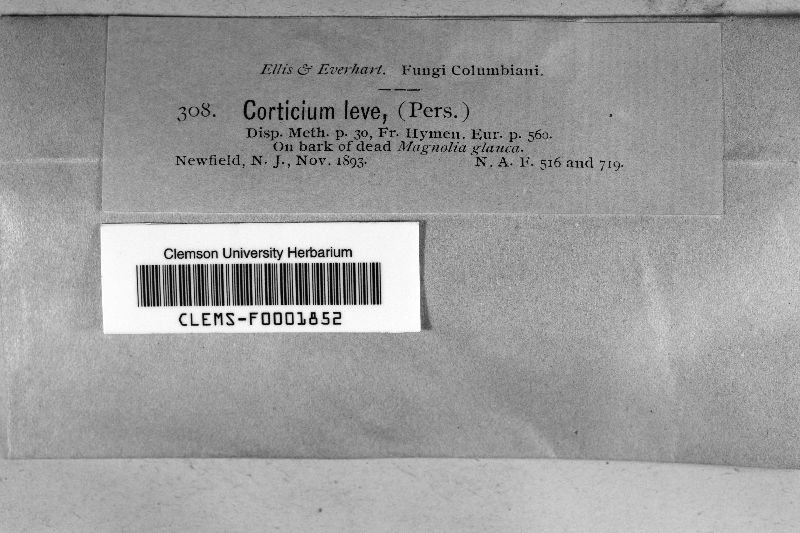 Ellis & Everhart. Fungi Columbiani.
308. Corticium leve, (Pers.)
Disp. Meth. p. 30, Fr. Hymen. Eur. p. 560.
On bark of dead Magnolia glauca.
Newfield, N. J., Nov. 1893. N. A. F. 516 and 719.
Clemson University Herbarium
CLEMS-F0001852